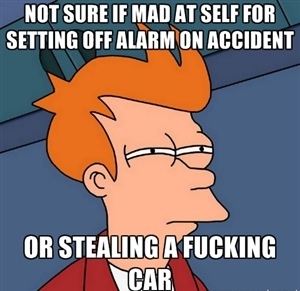 NOT SURE IF MAD AT SELF FOR
SETTING OFF ALARM ON ACCIDENT
OR STEALING A FUCKING
CAR